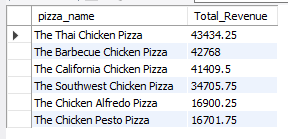 pizza_name Total_Revenue
The Thai Chicken Pizza 43434.25
The Barbecue Chicken Pizza 42768
The California Chicken Pizza 41409.5
The Southwest Chicken Pizza 34705.75
The Chicken Alfredo Pizza 16900.25
The Chicken Pesto Pizza 16701.75